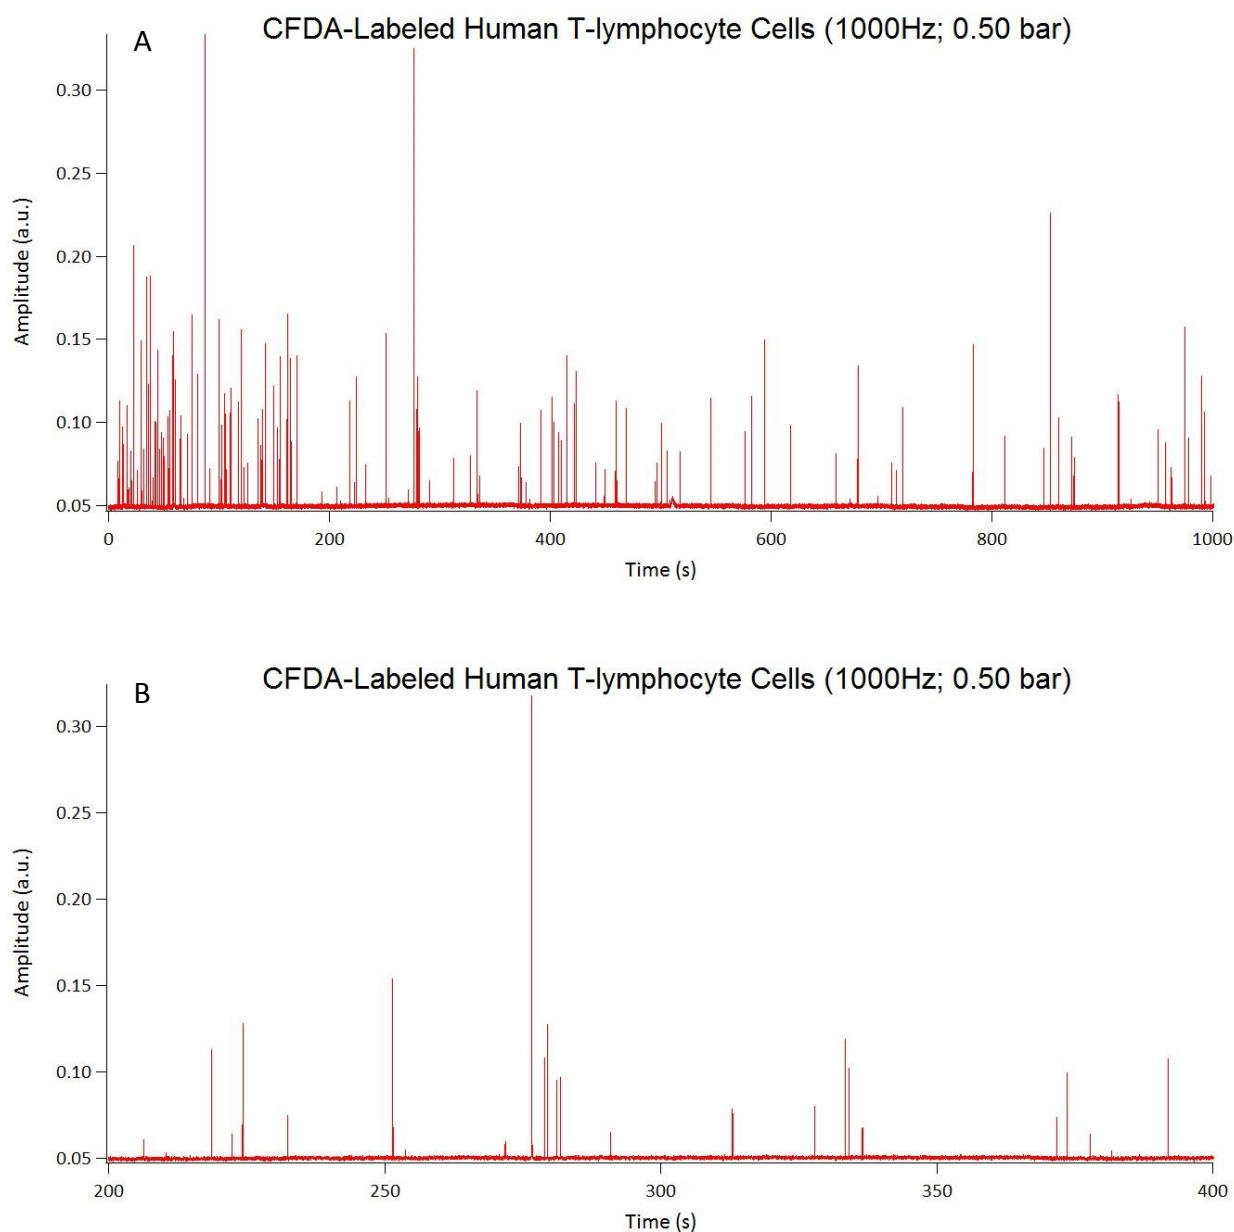 A
CFDA-Labeled Human T-lymphocyte Cells (1000Hz; 0.50 bar)
0.30
0.25
0.20
0.15
0.10
0.05
Amplitude (a.u.)
0 200 400 600 800 1000
Time (s)
B
CFDA-Labeled Human T-lymphocyte Cells (1000Hz; 0.50 bar)
0.30
0.25
0.20
0.15
0.10
0.05
Amplitude (a.u.)
200 250 300 350 400
Time (s)